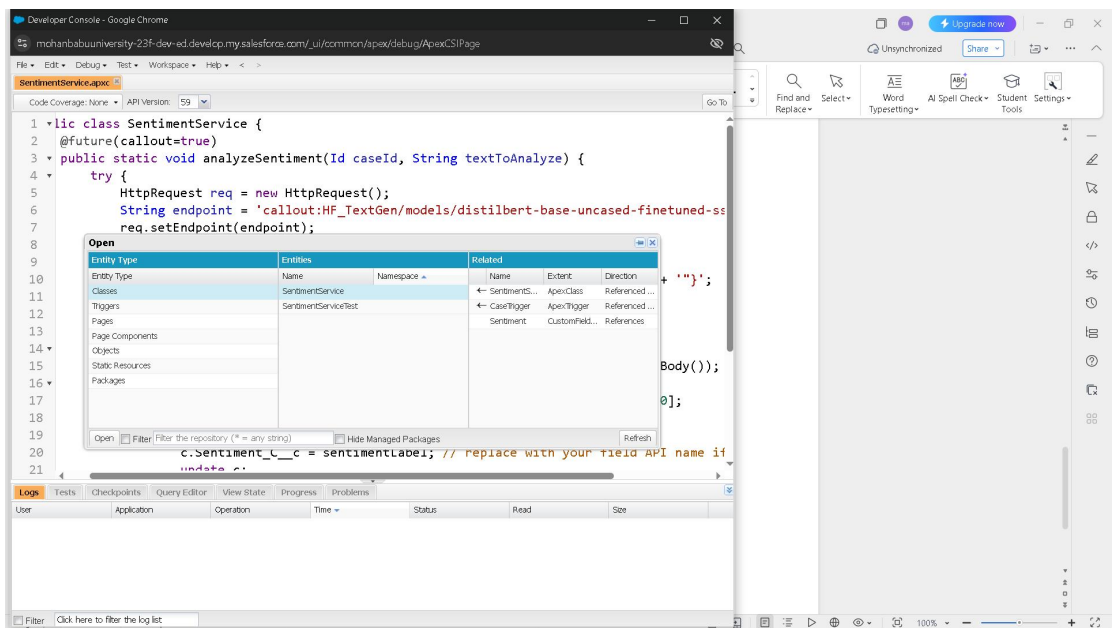 Developer Console - Google Chrome
mohanbabuuniversity-23f-dev-ed.develop.my.salesforce.com/_ui/common/apex/debug/ApexCSIPage
File Edit Debug Test Workspace Help < >
SentimentService.apxc
Code Coverage: None API Version: 59 Go To
1 lic class SentimentService {
2 @future(callout=true)
3 public static void analyzeSentiment(Id caseId, String textToAnalyze) {
4 try {
5 HttpRequest req = new HttpRequest();
6 String endpoint = 'callout:HF_TextGen/models/distilbert-base-uncased-finetuned-ss
7 req.setEndpoint(endpoint);
8
9
10 + '"}';
11
12
13
14
15 Body());
16
17 0];
18
19
20 c.Sentiment_C__c = sentimentLabel; // replace with your field API name if
21 update c;
Open
Entity Type Entities Related
Entity Type Name Namespace Name Extent Direction
Classes SentimentService SentimentS... ApexClass Referenced ...
Triggers SentimentServiceTest CaseTrigger ApexTrigger Referenced ...
Pages Sentiment CustomField... References
Page Components
Objects
Static Resources
Packages
Open Filter Filter the repository (* = any string) Hide Managed Packages Refresh
Logs Tests Checkpoints Query Editor View State Progress Problems
User Application Operation Time Status Read Size
Filter Click here to filter the log list
Upgrade now
Unsynchronized Share
Find and Replace Select Word Typesetting AI Spell Check Student Tools Settings
100%